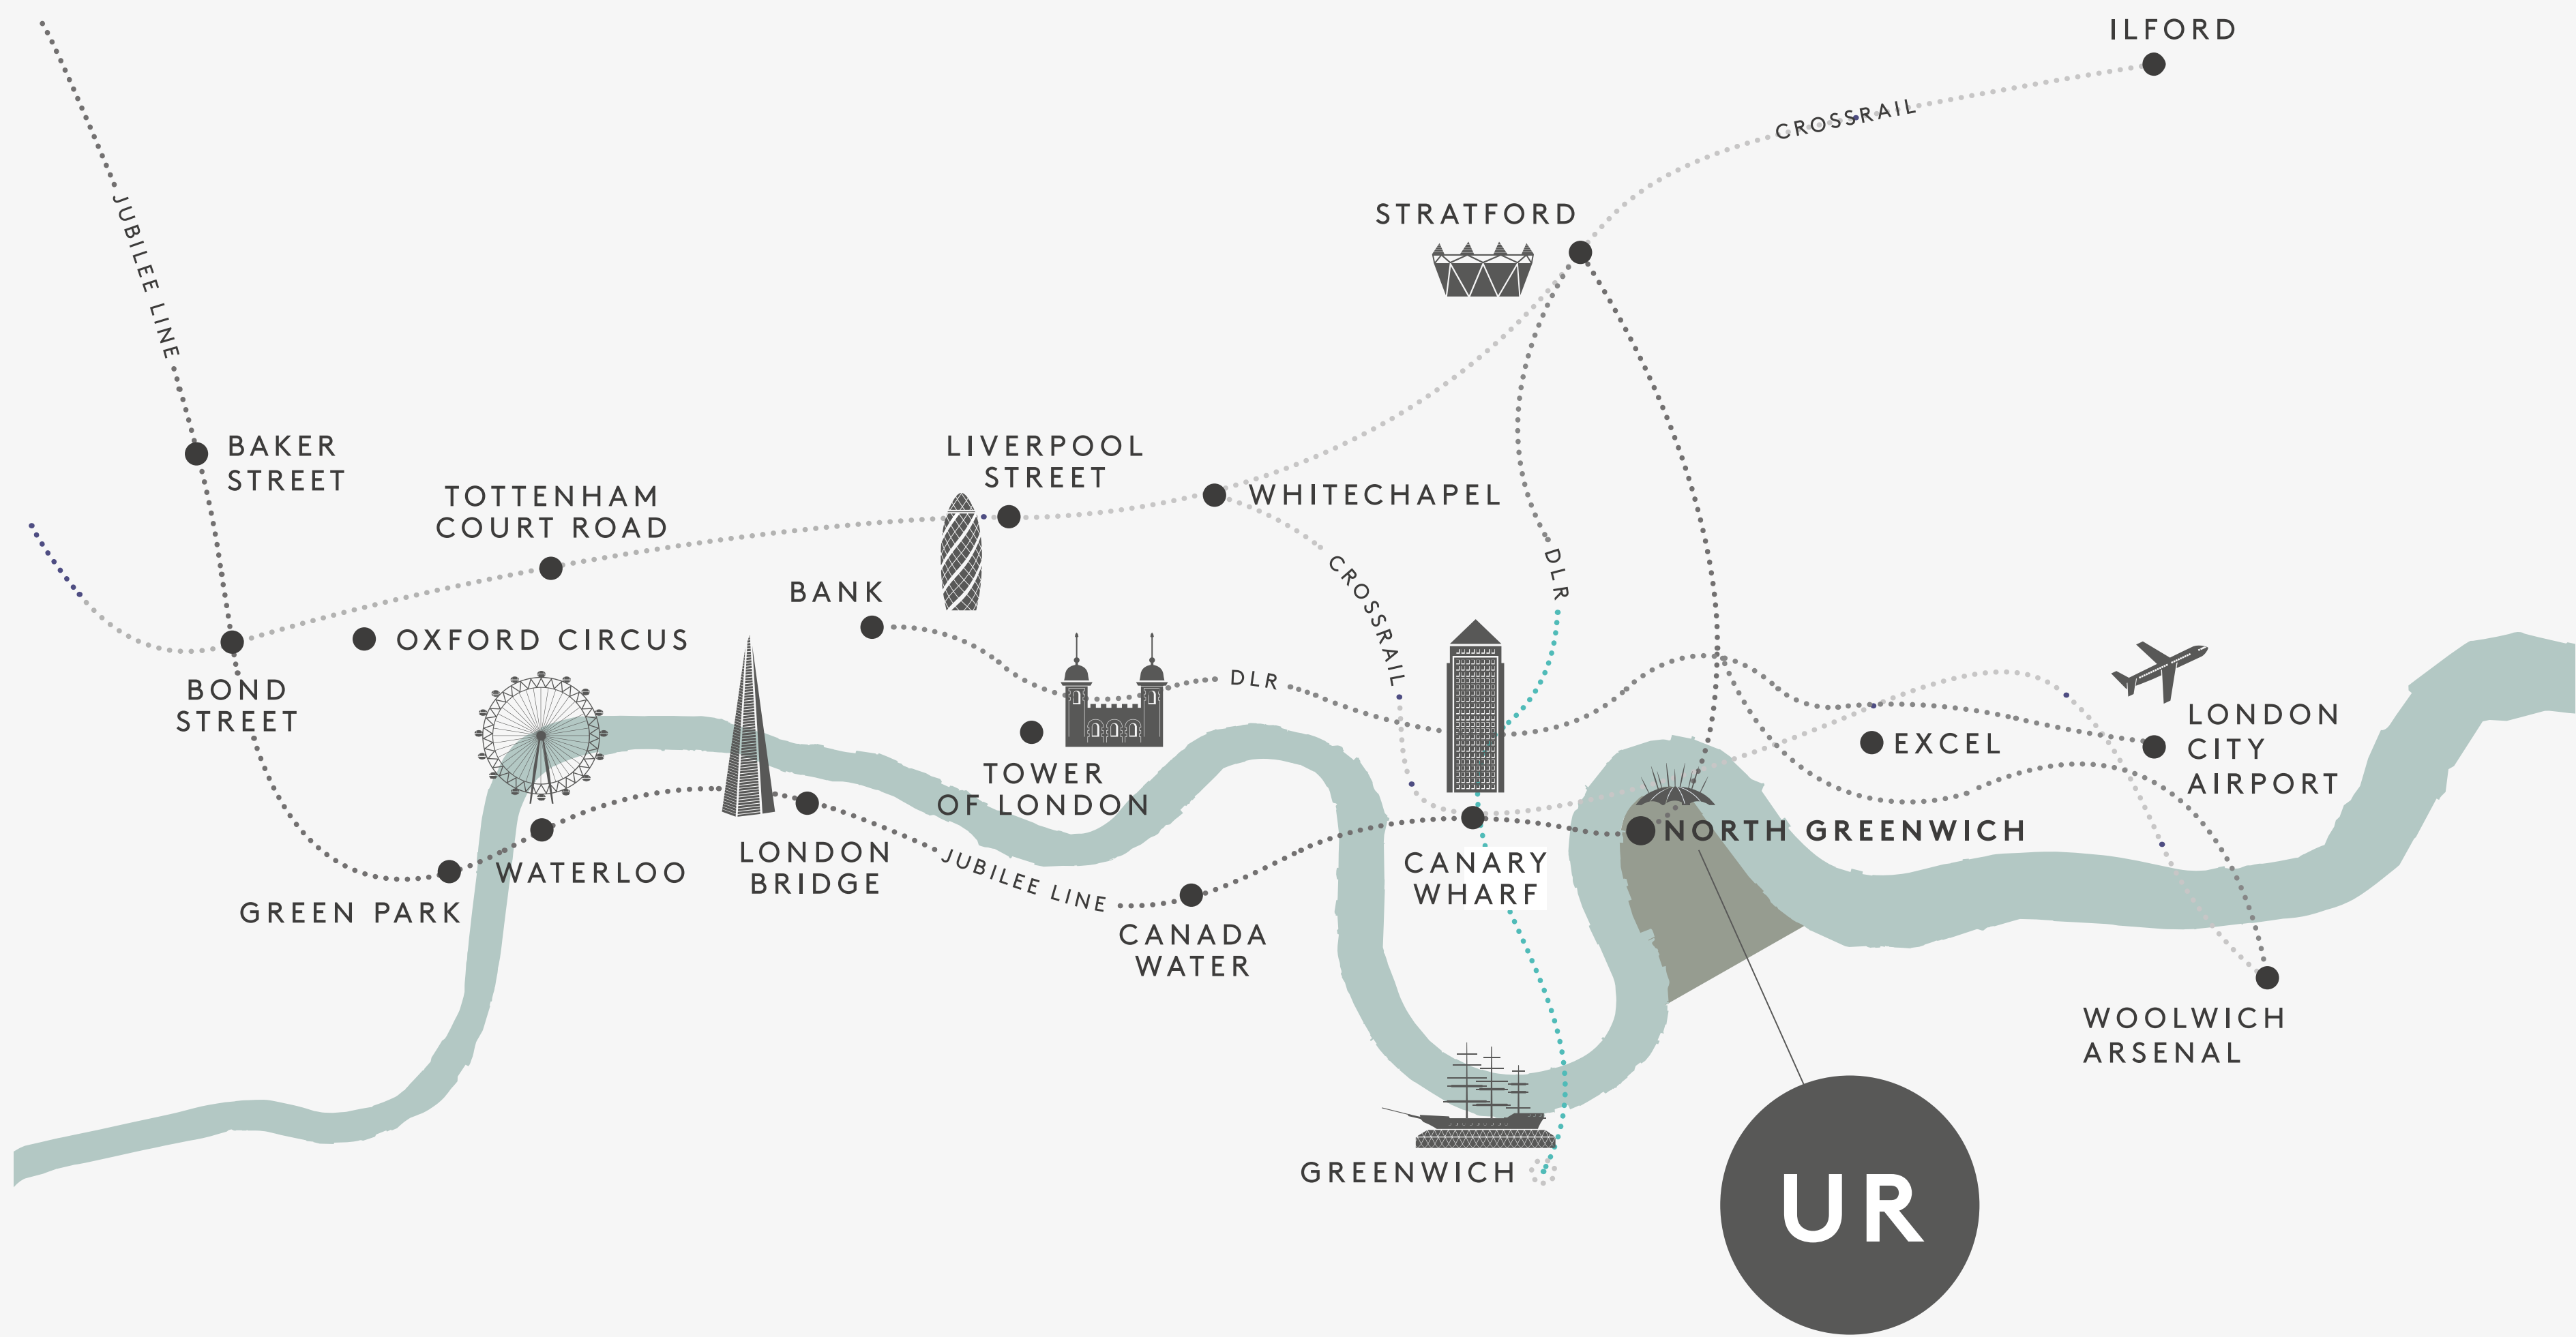 ILFORD
CROSSRAIL
STRATFORD
JUBILEE LINE
BAKER
STREET
LIVERPOOL
STREET
TOTTENHAM
COURT ROAD
WHITECHAPEL
DLR
CROSSRAIL
BANK
OXFORD CIRCUS
BOND
STREET
DLR
LONDON
CITY
AIRPORT
EXCEL
TOWER
OF LONDON
NORTH GREENWICH
WATERLOO
LONDON
BRIDGE
JUBILEE LINE
CANARY
WHARF
GREEN PARK
CANADA
WATER
WOOLWICH
ARSENAL
GREENWICH
UR